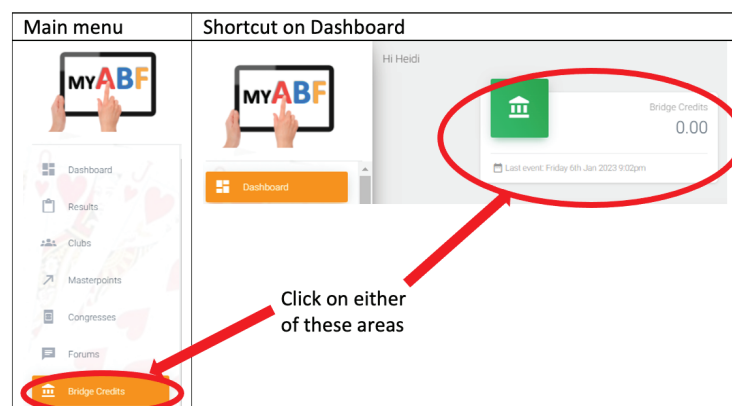 Main menu
Shortcut on Dashboard
MYABF
Dashboard
Results
Clubs
Masterpoints
Congresses
Forums
Bridge Credits
MYABF
Dashboard
Hi Heidi
Bridge Credits
0.00
Last event: Friday 6th Jan 2023 9:02pm
Click on either
of these areas